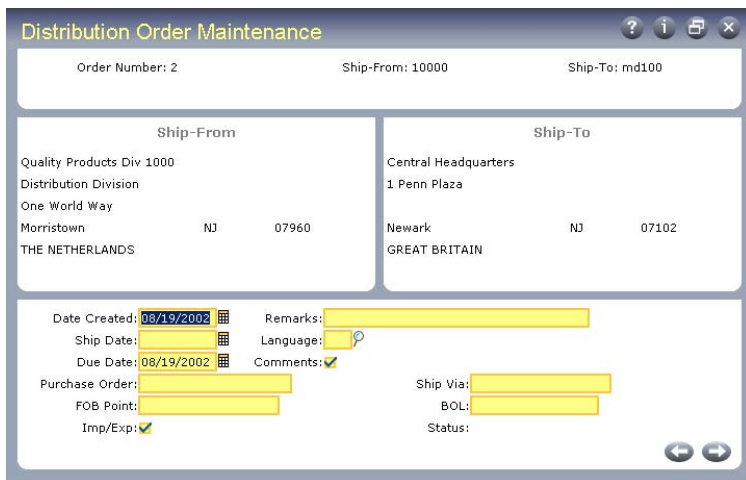 Distribution Order Maintenance
? i
Order Number: 2 Ship-From: 10000 Ship-To: md100
Ship-From
Quality Products Div 1000
Distribution Division
One World Way
Morristown NJ 07960
THE NETHERLANDS
Ship-To
Central Headquarters
1 Penn Plaza
Newark NJ 07102
GREAT BRITAIN
Date Created: 08/19/2002 Remarks:
Ship Date: Language:
Due Date: 08/19/2002 Comments:
Purchase Order: Ship Via:
FOB Point: BOL:
Imp/Exp: Status: